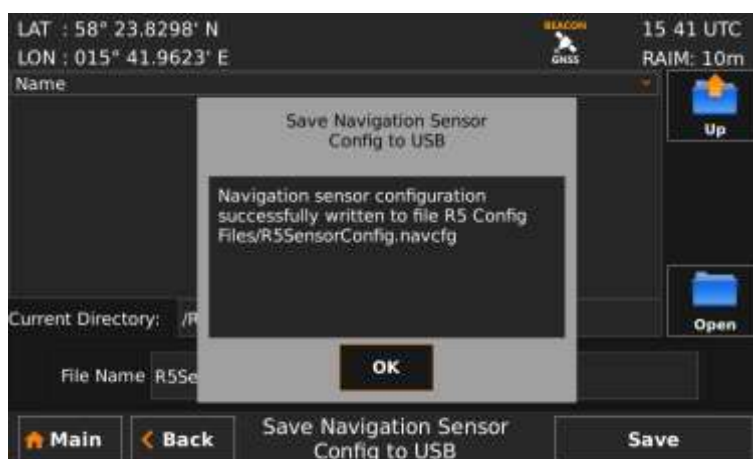 LAT : 58° 23.8298' N
LON : 015° 41.9623' E
BEACON
GNSS
15 41 UTC
RAIM: 10m
Name
Up
Save Navigation Sensor
Config to USB
Navigation sensor configuration
successfully written to file R5 Config
Files/R5SensorConfig.navcfg
Current Directory: /R
Open
OK
File Name R5Se
Main
Back
Save Navigation Sensor
Config to USB
Save